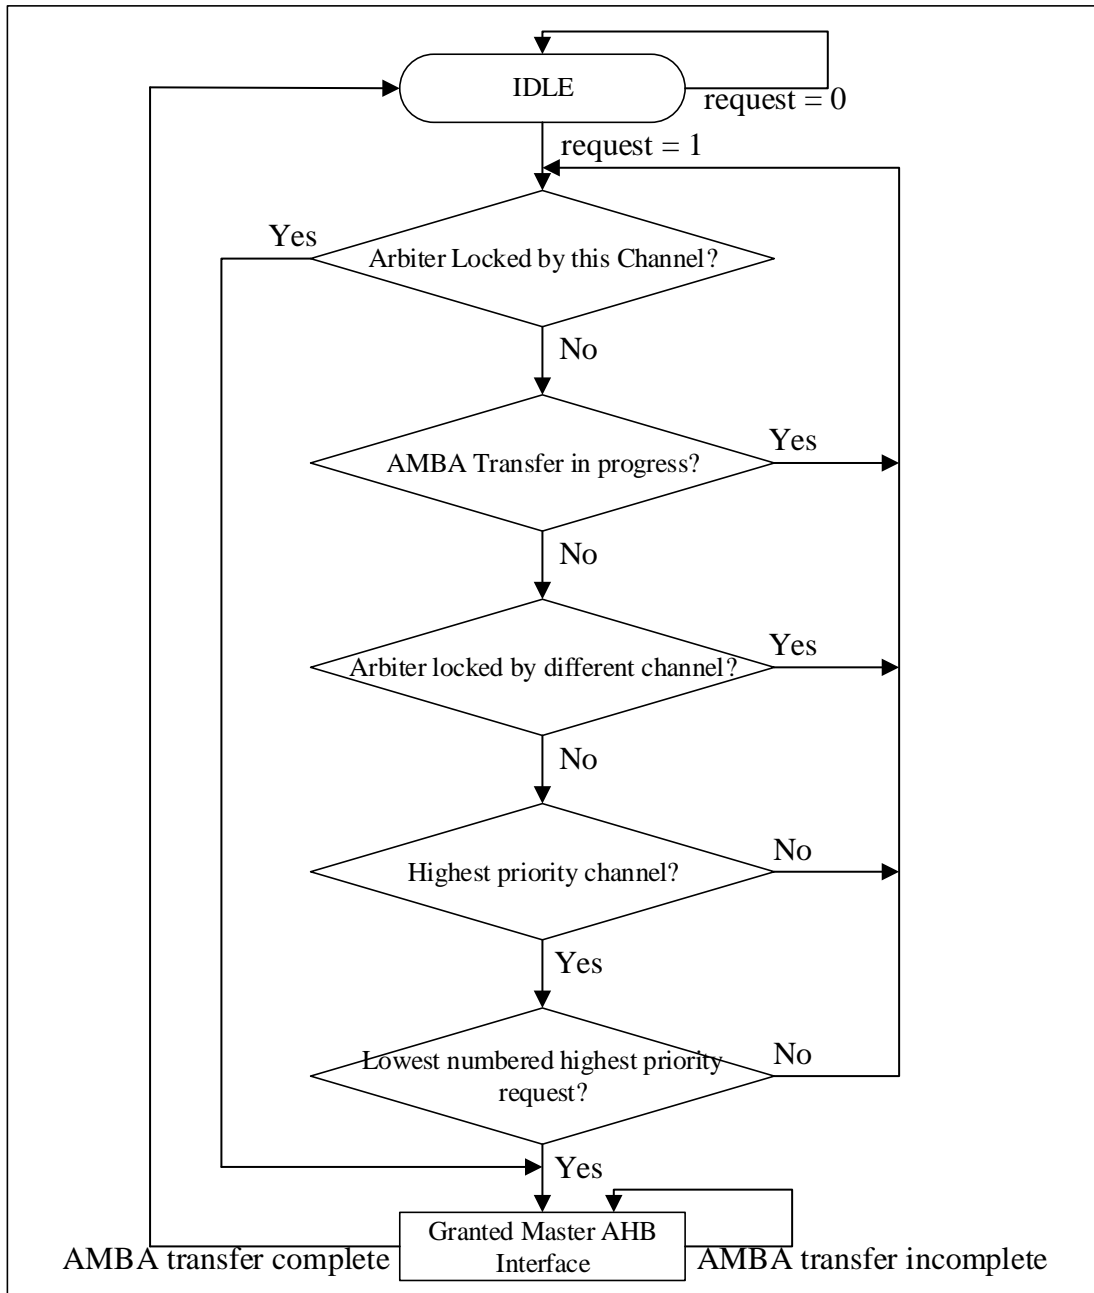 IDLE
request = 0
request = 1
Yes
Arbiter Locked by this Channel?
No
Yes
AMBA Transfer in progress?
No
Yes
Arbiter locked by different channel?
No
No
Highest priority channel?
Yes
No
Lowest numbered highest priority
request?
Yes
Granted Master AHB
Interface
AMBA transfer complete
AMBA transfer incomplete